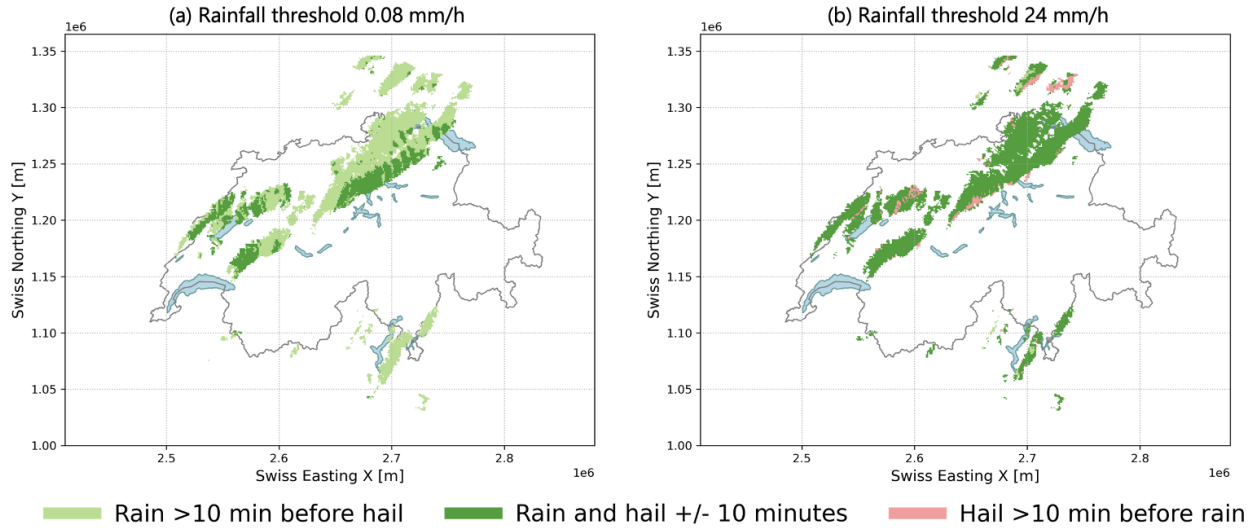 (a) Rainfall threshold 0.08 mm/h
1e6
1.35
1.30
1.25
1.20
1.15
1.10
1.05
1.00
Swiss Northing Y [m]
2.5 2.6 2.7 2.8
1e6
Swiss Easting X [m]
(b) Rainfall threshold 24 mm/h
1e6
1.35
1.30
1.25
1.20
1.15
1.10
1.05
1.00
Swiss Northing Y [m]
2.5 2.6 2.7 2.8
1e6
Swiss Easting X [m]
Rain >10 min before hail Rain and hail +/- 10 minutes Hail >10 min before rain